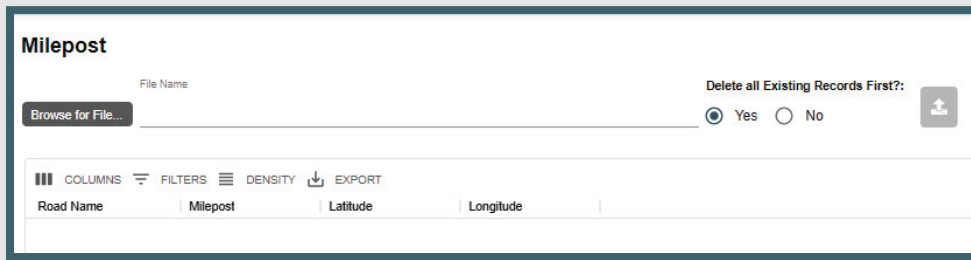 Milepost
File Name
Delete all Existing Records First?:
Browse for File...
Yes No
COLUMNS FILTERS DENSITY EXPORT
Road Name Milepost Latitude Longitude